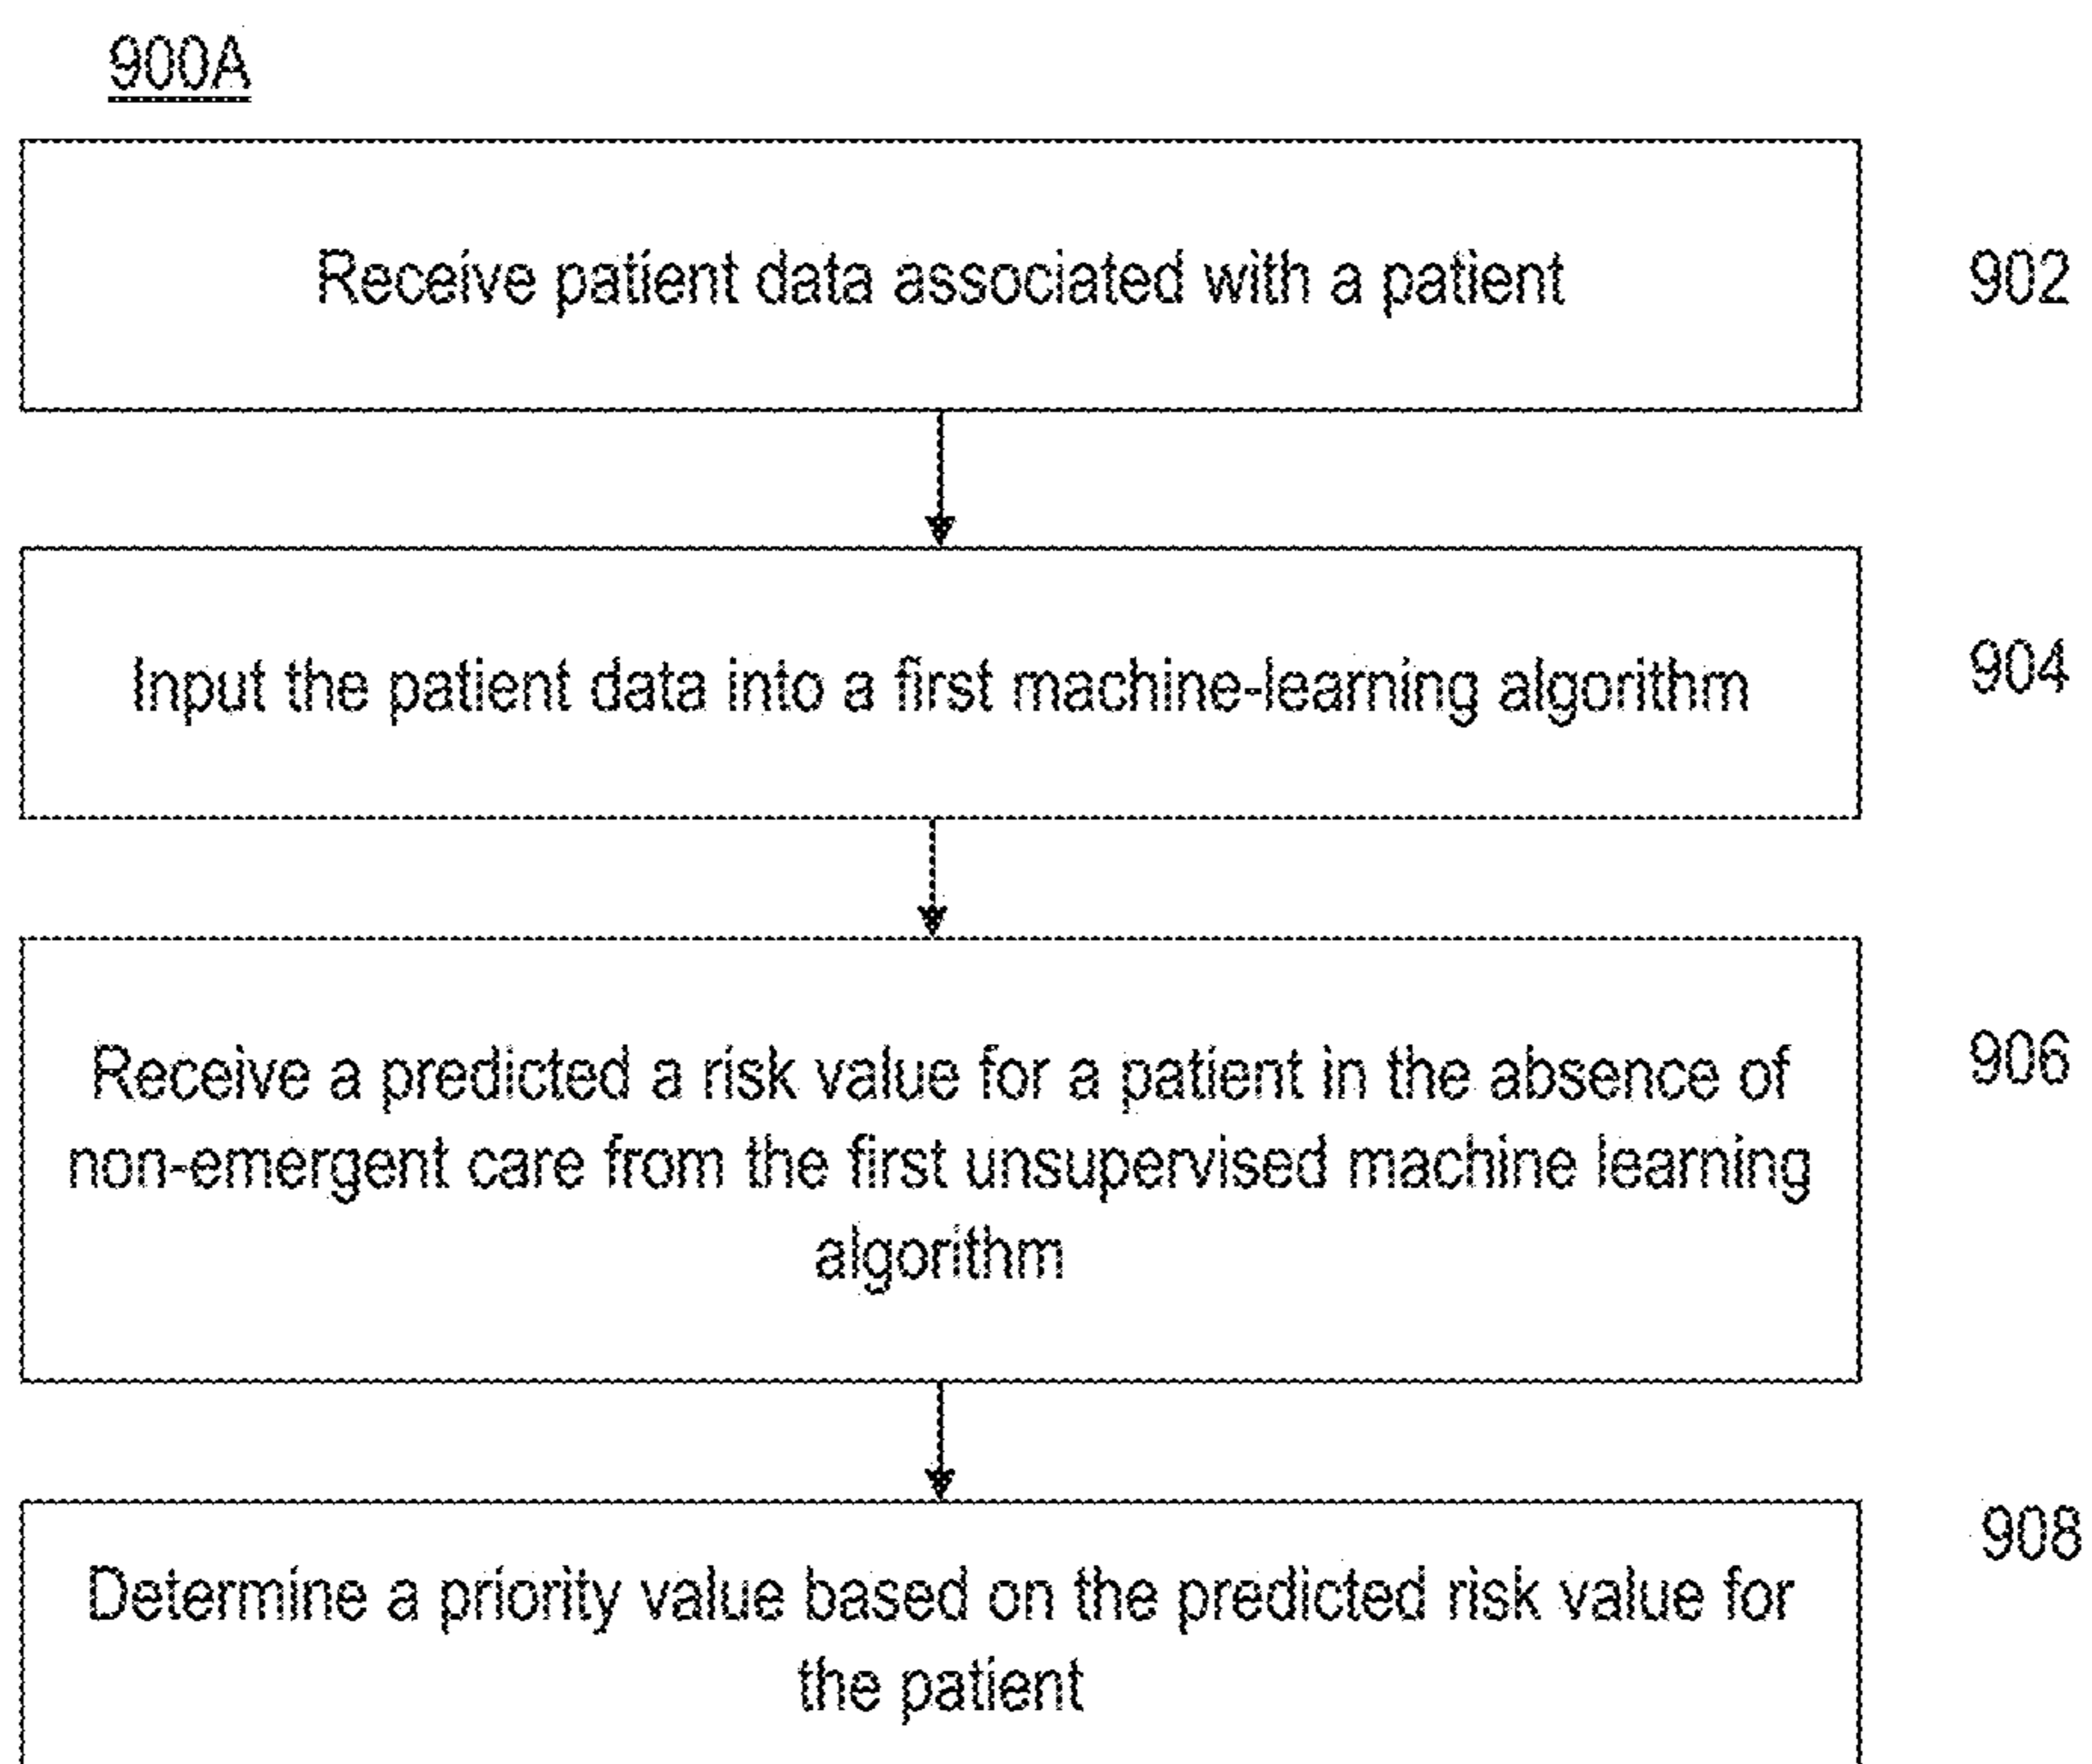 900A
Receive patient data associated with a patient
902
Input the patient data into a first machine-learning algorithm
904
Receive a predicted a risk value for a patient in the absence of
non-emergent care from the first unsupervised machine learning
algorithm
906
Determine a priority value based on the predicted risk value for
the patient
908